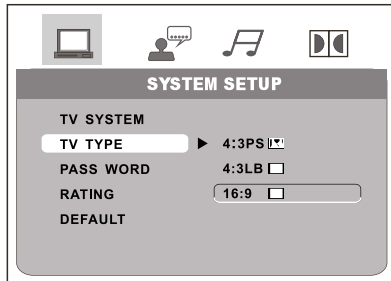 SYSTEM SETUP
TV SYSTEM
TV TYPE 4:3PS
PASS WORD 4:3LB
RATING 16:9
DEFAULT